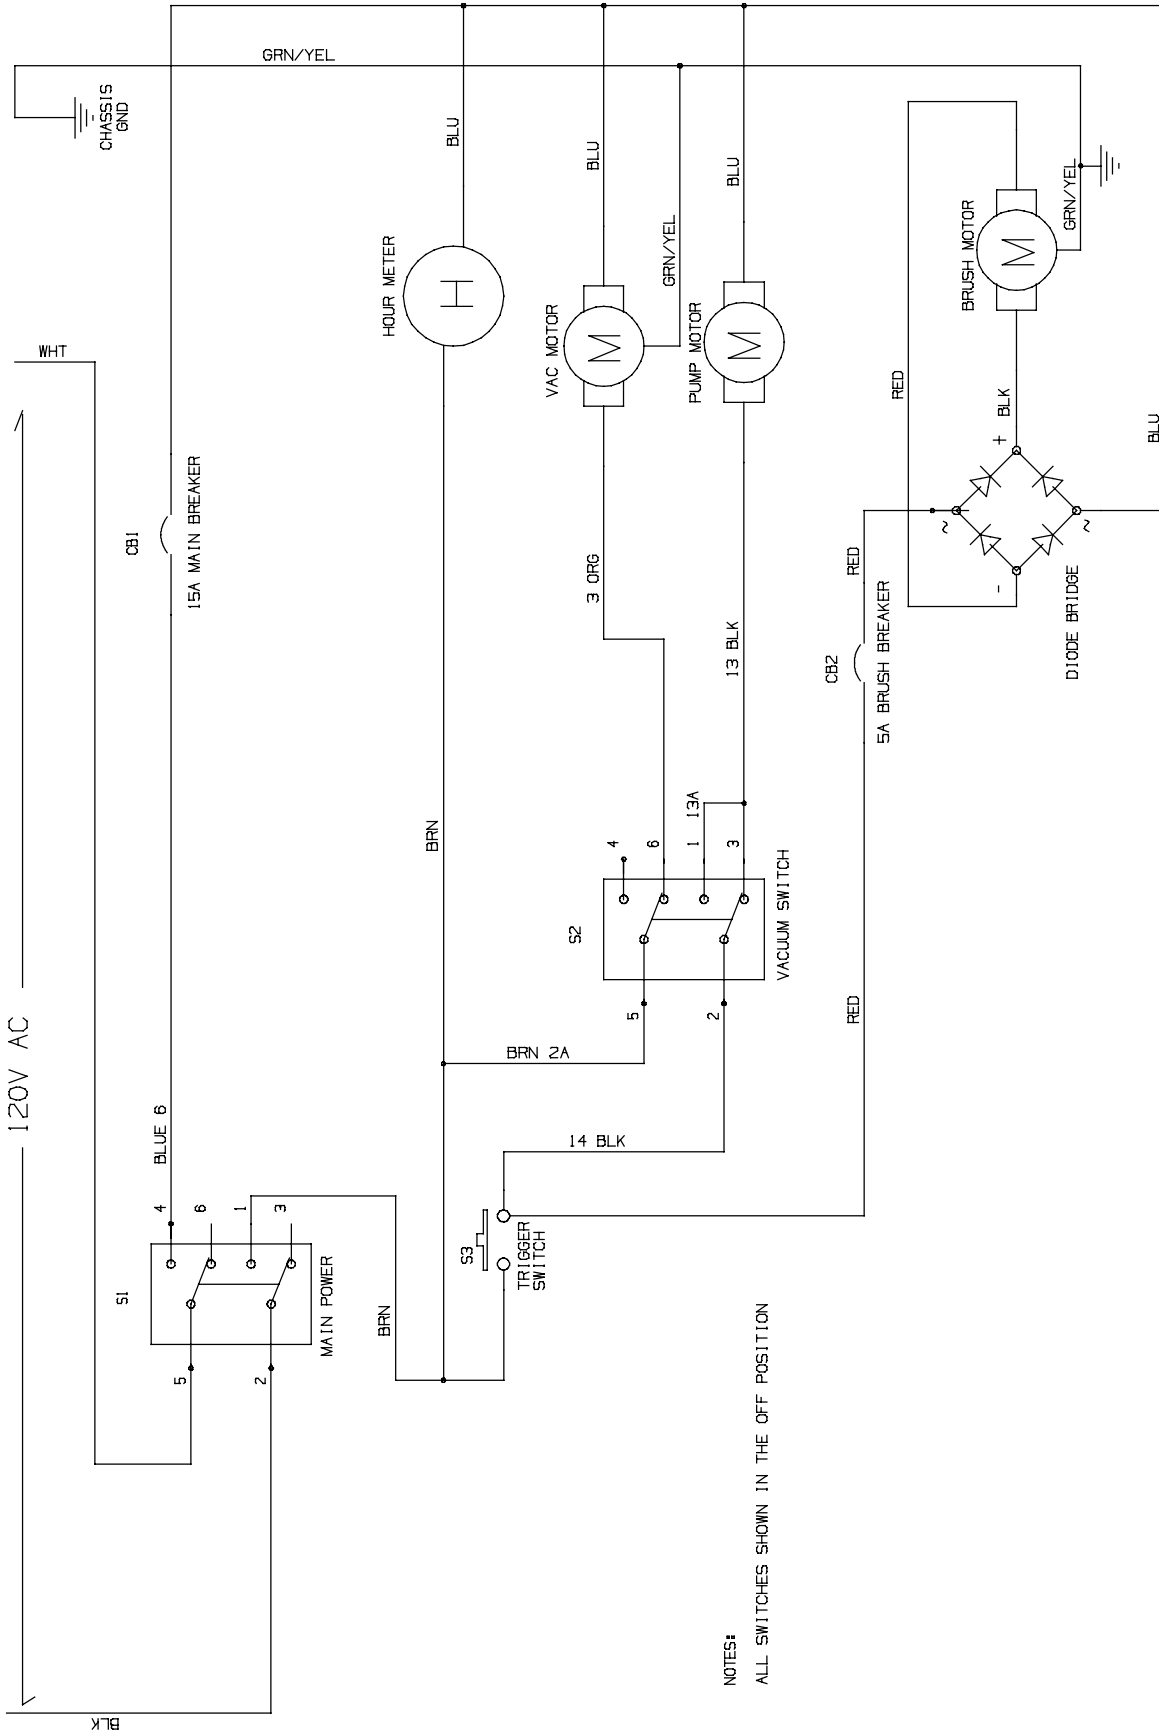 120V AC
WHT
BLK
CHASSIS
GND
S1
CB1
5
4
BLUE 6
15A MAIN BREAKER
6
2
1
GRN/YEL
3
MAIN POWER
BRN
BRN
HOUR METER
H
BLU
S3
TRIGGER
SWITCH
BRN 2A
14 BLK
S2
5
4
6
1
13A
2
3
VACUUM SWITCH
3 ORG
VAC MOTOR
M
BLU
GRN/YEL
13 BLK
PUMP MOTOR
M
BLU
NOTES:
ALL SWITCHES SHOWN IN THE OFF POSITION
RED
CB2
5A BRUSH BREAKER
RED
RED
~
-
+
~
BLK
BRUSH MOTOR
M
GRN/YEL
DIODE BRIDGE
BLU